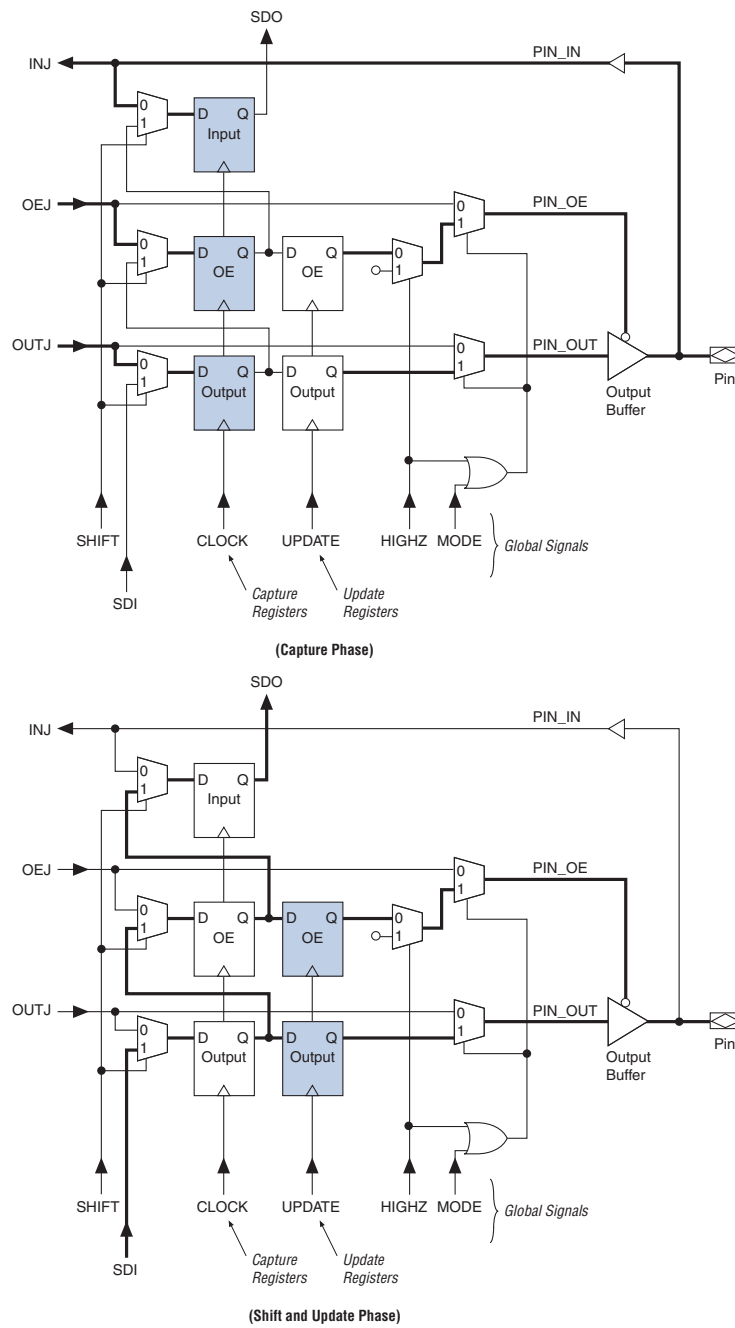 SDO
INJ
PIN_IN
0
1
D Q
Input
OEJ
0
1
PIN_OE
0
1
D Q
OE
D Q
OE
0
1
OUTJ
0
1
PIN_OUT
0
1
D Q
Output
D Q
Output
Output
Buffer
Pin
SHIFT
CLOCK
UPDATE
HIGHZ
MODE
Global Signals
SDI
Capture
Registers
Update
Registers
(Capture Phase)
SDO
INJ
PIN_IN
0
1
D Q
Input
OEJ
0
1
PIN_OE
0
1
D Q
OE
D Q
OE
0
1
OUTJ
0
1
PIN_OUT
0
1
D Q
Output
D Q
Output
Output
Buffer
Pin
SHIFT
CLOCK
UPDATE
HIGHZ
MODE
Global Signals
SDI
Capture
Registers
Update
Registers
(Shift and Update Phase)